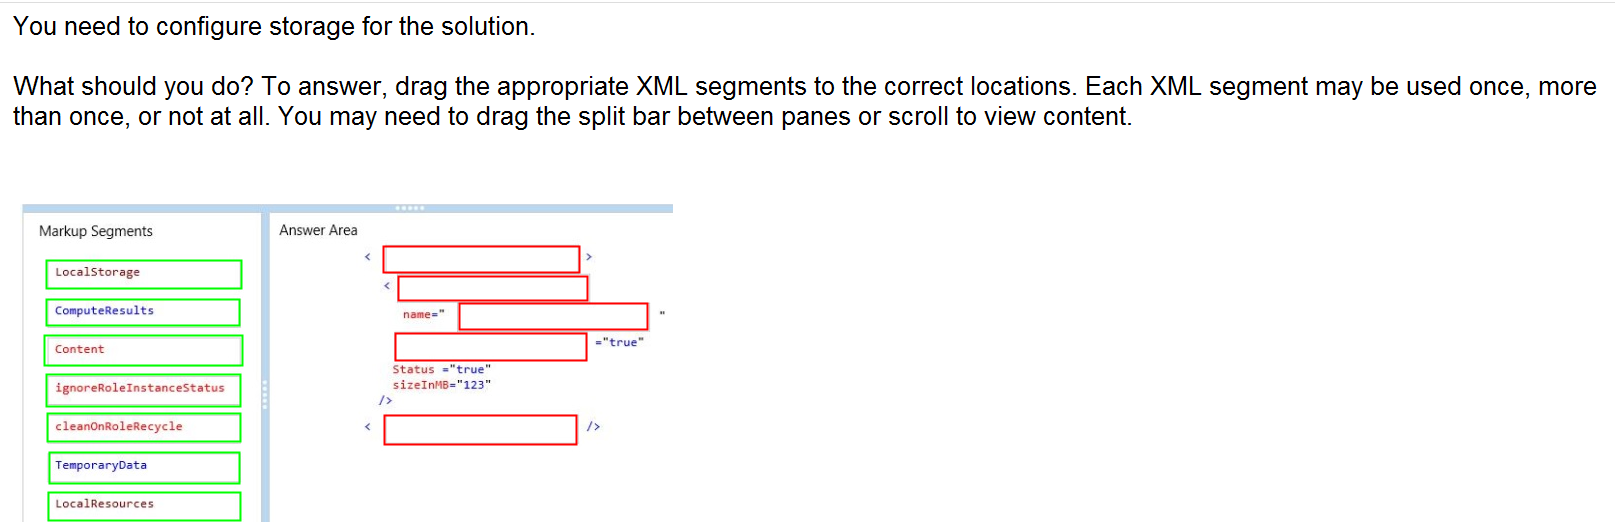 You need to configure storage for the solution.
What should you do? To answer, drag the appropriate XML segments to the correct locations. Each XML segment may be used once, more
than once, or not at all. You may need to drag the split bar between panes or scroll to view content.
Markup Segments
LocalStorage
ComputeResults
Content
ignoreRoleInstanceStatus
cleanOnRoleRecycle
TemporaryData
LocalResources
Answer Area
< >
<
name=" "
="true"
Status ="true"
sizeInMB="123"
/>
< />